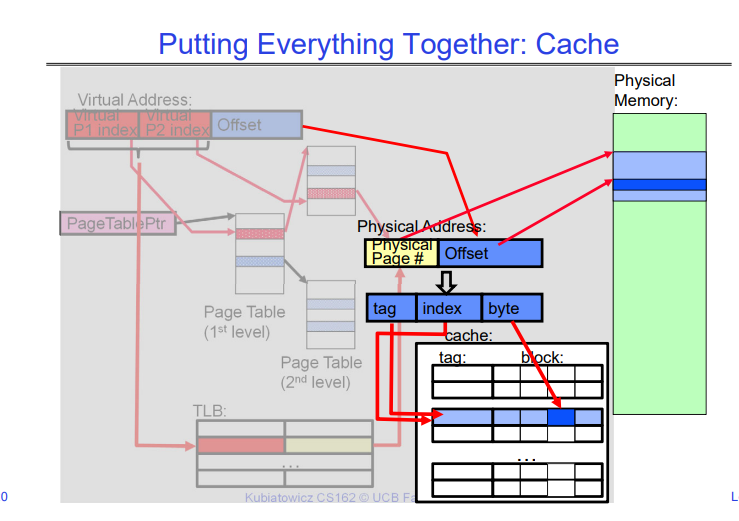 Putting Everything Together: Cache
Physical
Memory:
Virtual Address:
Virtual
P1 index
Virtual
P2 index
Offset
PageTablePtr
Physical Address:
Physical
Page #
Offset
tag
index
byte
Page Table
(1st level)
Page Table
(2nd level)
cache:
tag:
block:
...
TLB:
...
0
Kubiatowicz CS162 © UCB Fa
L